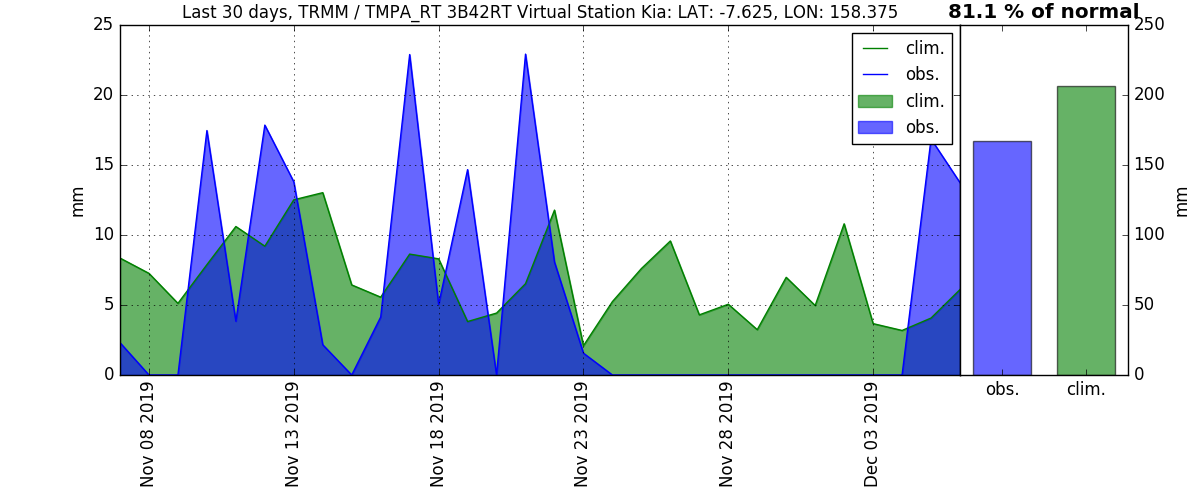 Last 30 days, TRMM / TMPA_RT 3B42RT Virtual Station Kia: LAT: -7.625, LON: 158.375
81.1 % of normal
25
20
15
10
5
0
mm
clim.
obs.
clim.
obs.
250
200
150
100
50
0
mm
Nov 08 2019
Nov 13 2019
Nov 18 2019
Nov 23 2019
Nov 28 2019
Dec 03 2019
obs.
clim.